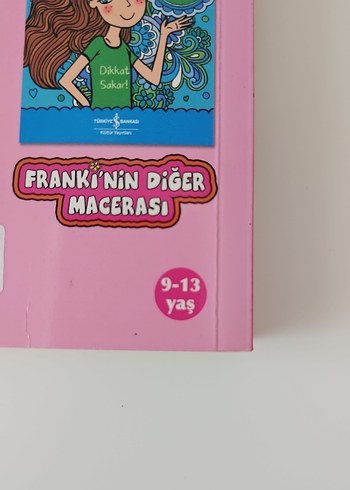 Dikkat
Sakar!
TÜRKİYE İŞ BANKASI
Kültür Yayınları
FRANKİ'NİN DİĞER
MACERASI
9-13
yaş